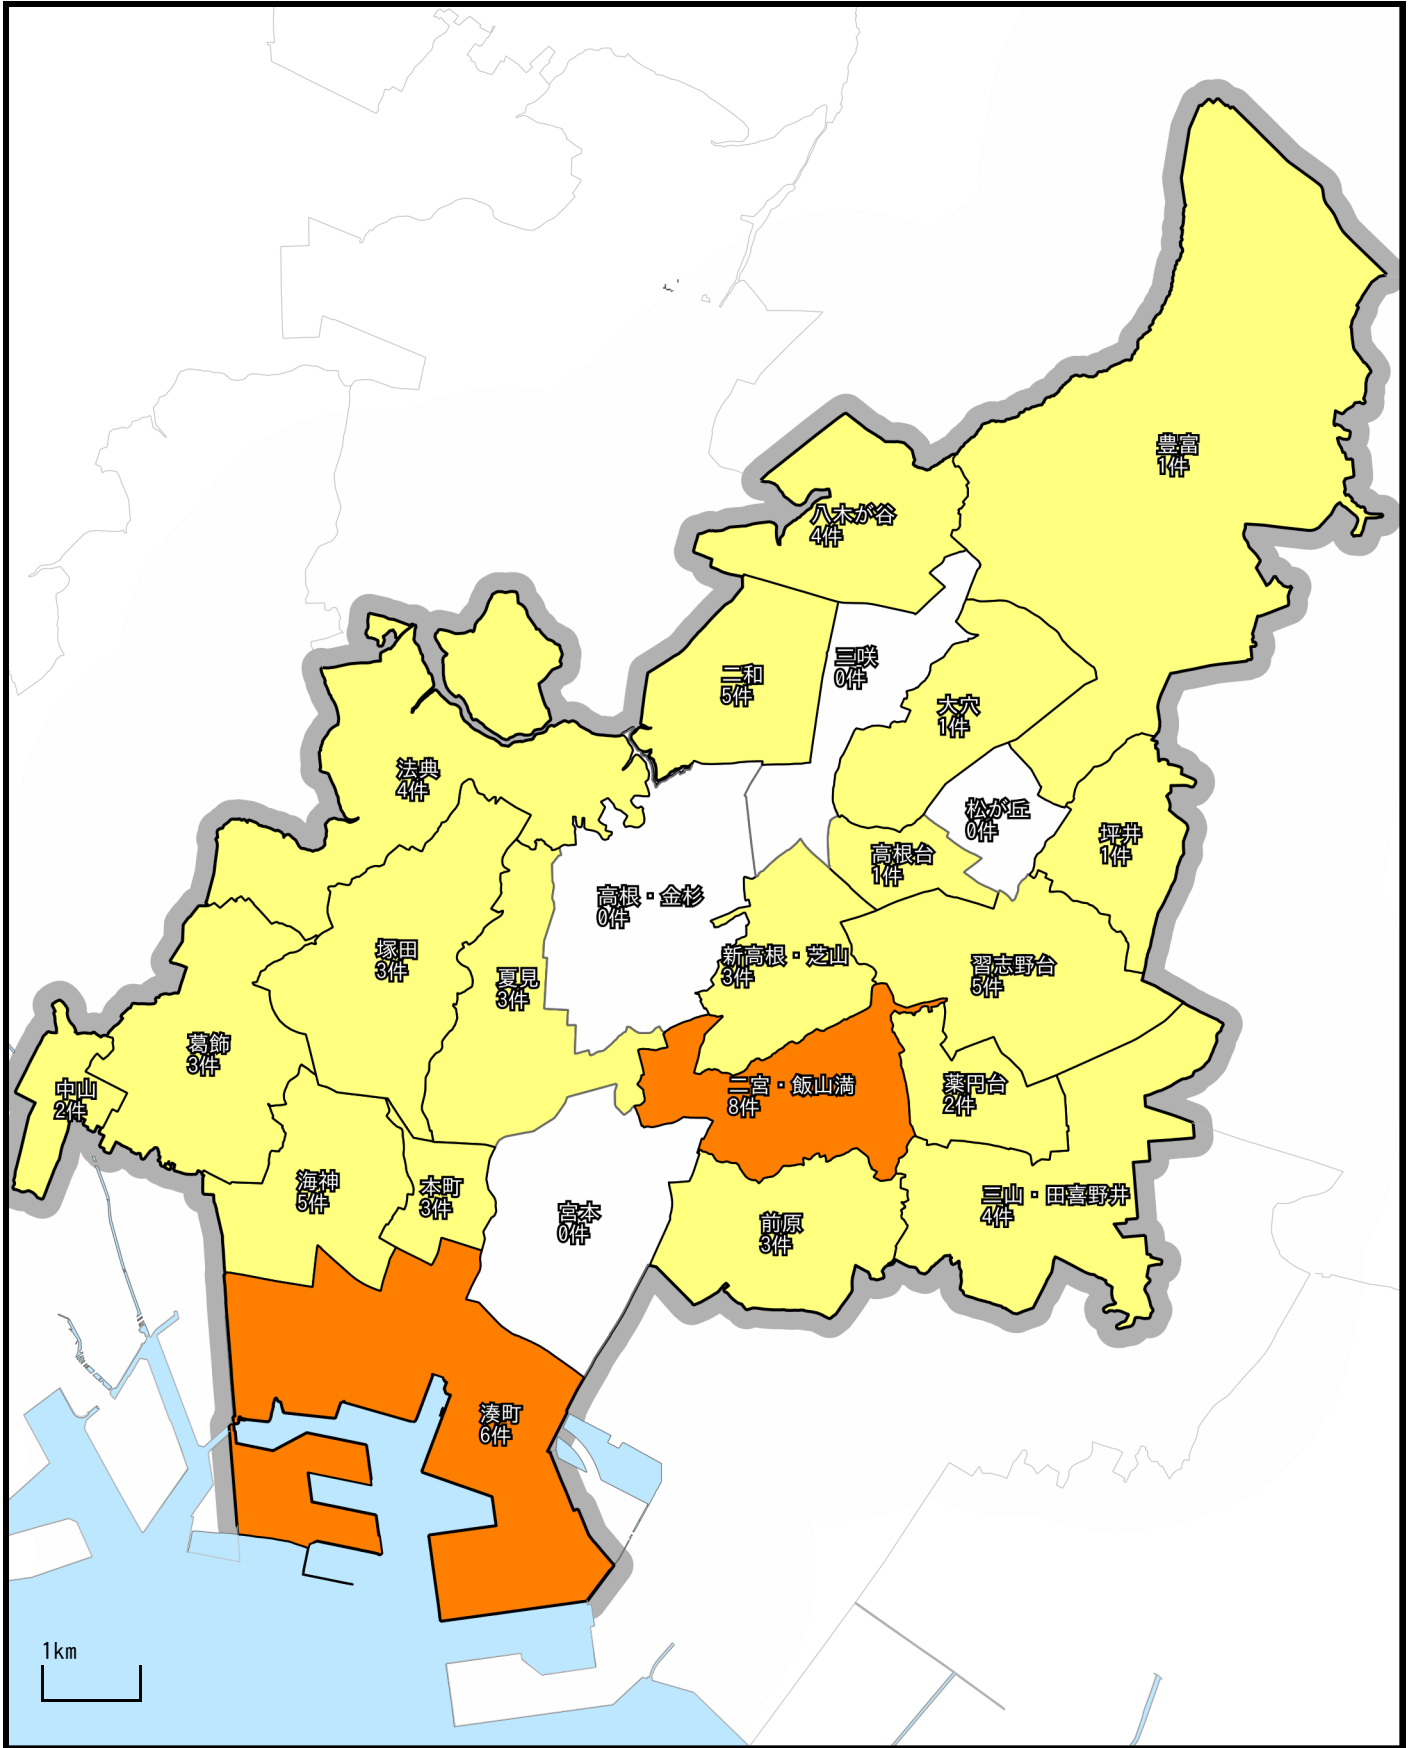 豊富
1件
八木が谷
4件
三咲
0件
二和
5件
大穴
1件
法典
4件
松が丘
0件
坪井
1件
高根台
1件
高根・金杉
0件
塚田
3件
新高根・芝山
3件
習志野台
5件
夏見
3件
葛飾
3件
中山
2件
二宮・飯山満
8件
薬円台
2件
海神
5件
本町
3件
三山・田喜野井
4件
宮本
0件
前原
3件
湊町
6件
1km